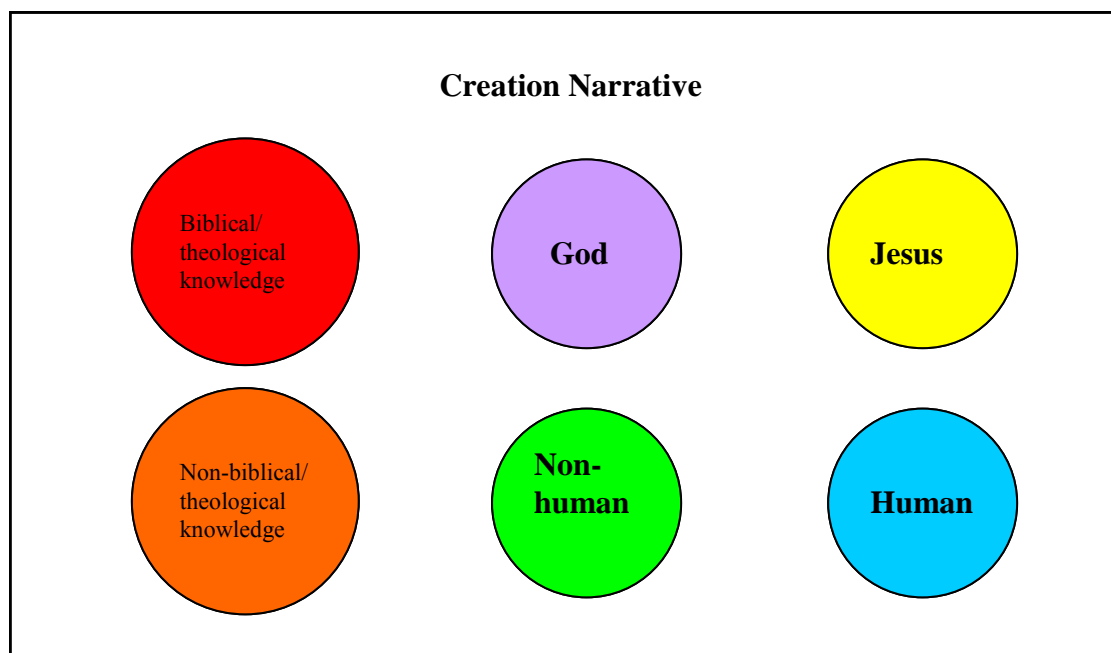 Creation Narrative
Biblical/
theological
knowledge
God
Jesus
Non-biblical/
theological
knowledge
Non-
human
Human